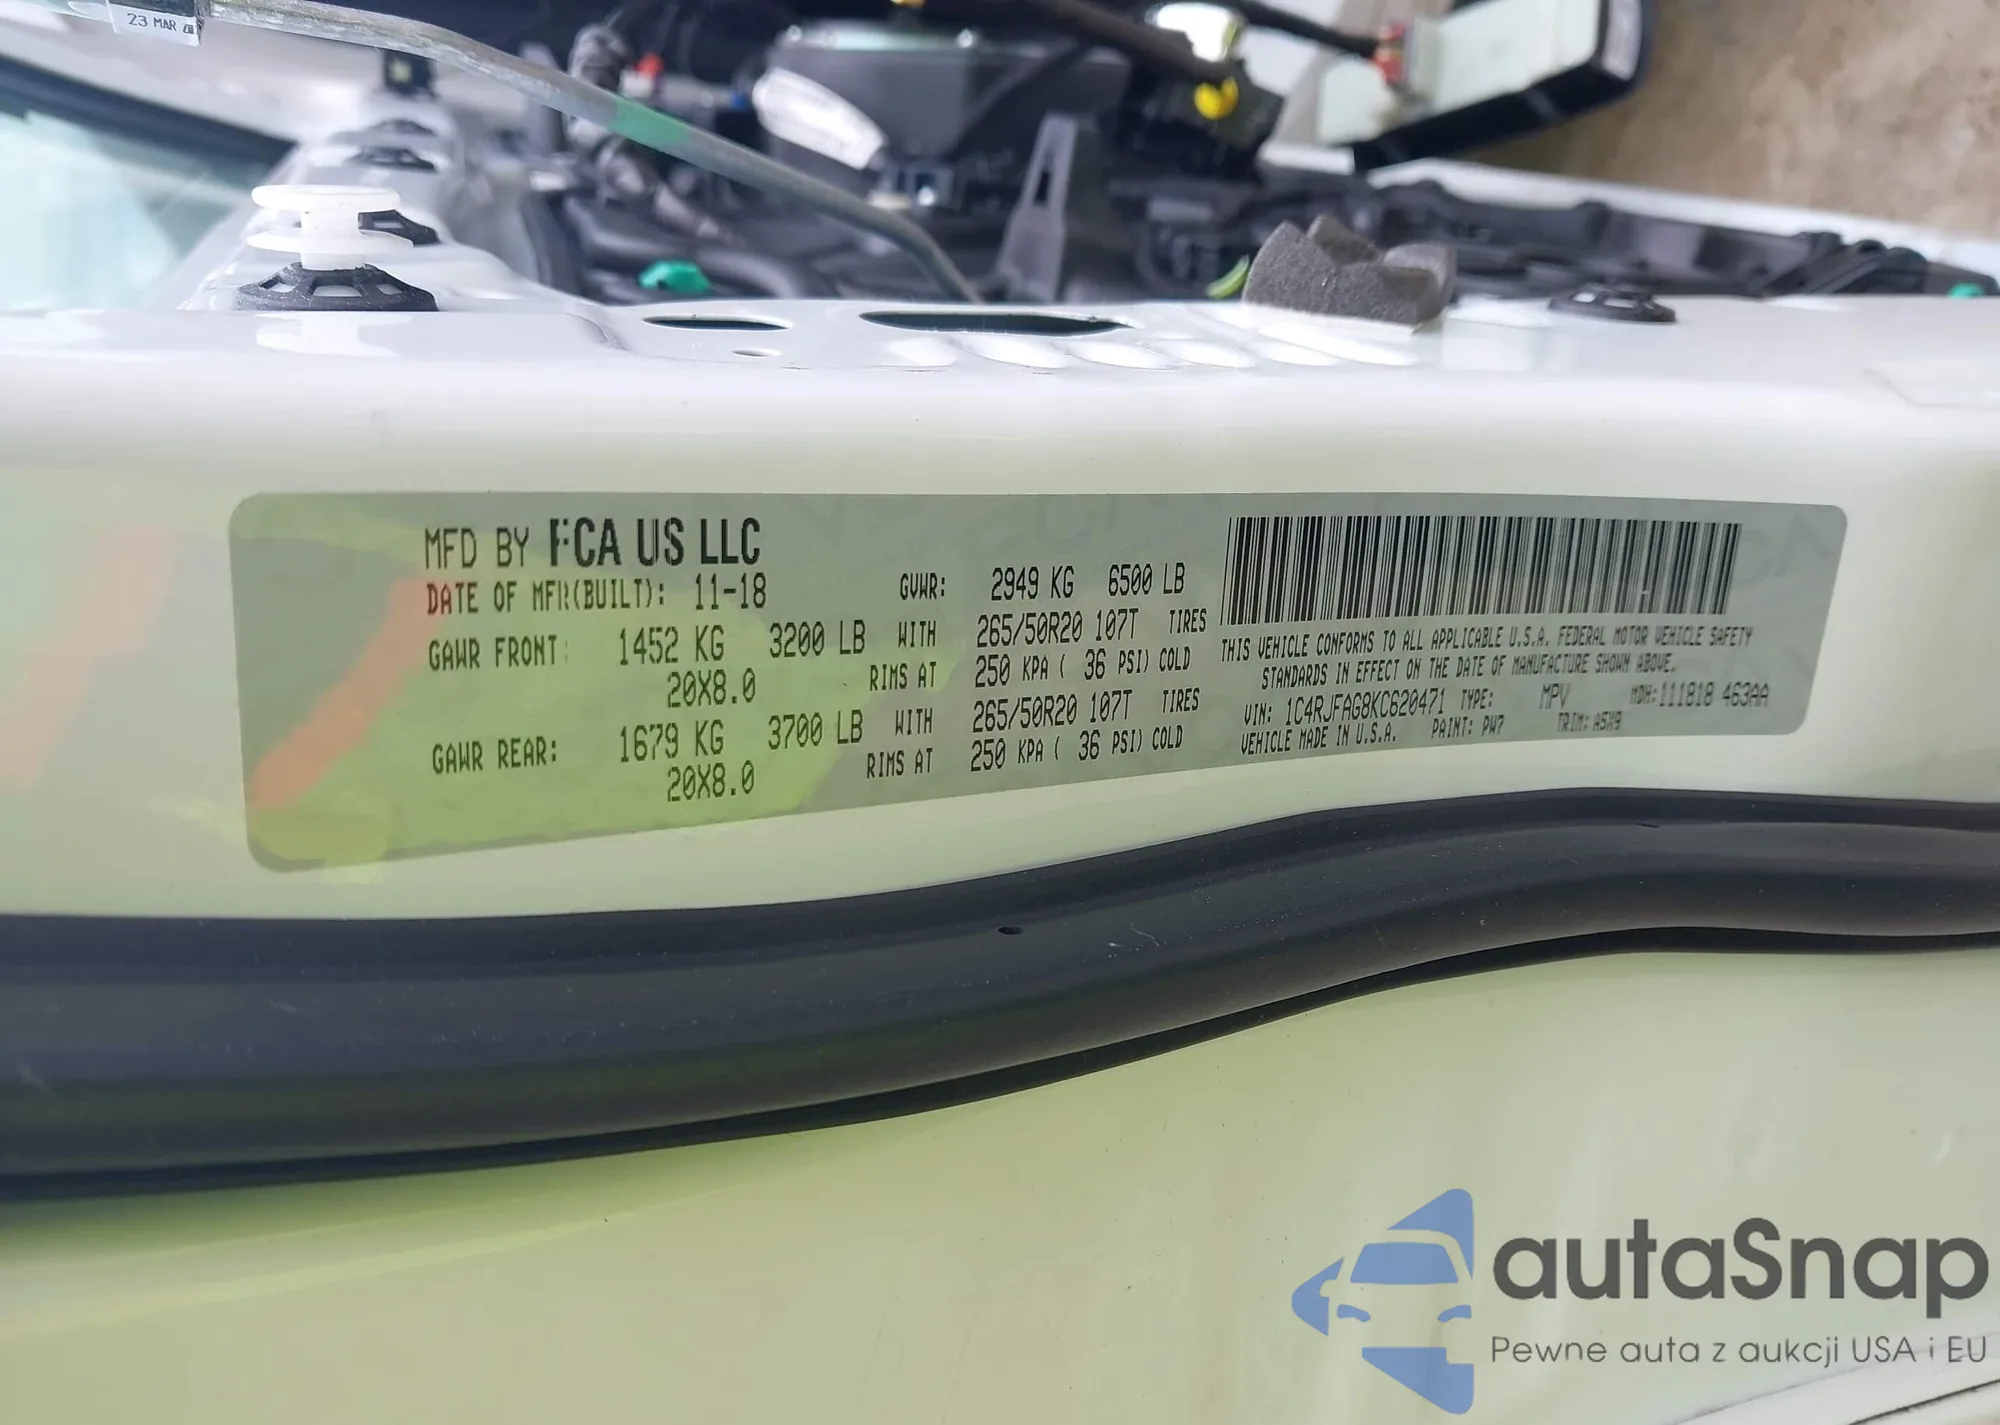 23 MAR
MFD BY FCA US LLC
DATE OF MFR(BUILT): 11-18 GVWR: 2949 KG 6500 LB
GAWR FRONT: 1452 KG 3200 LB WITH 265/50R20 107T TIRES
20X8.0 RIMS AT 250 KPA ( 36 PSI) COLD
GAWR REAR: 1679 KG 3700 LB WITH 265/50R20 107T TIRES
20X8.0 RIMS AT 250 KPA ( 36 PSI) COLD
THIS VEHICLE CONFORMS TO ALL APPLICABLE U.S.A. FEDERAL MOTOR VEHICLE SAFETY
STANDARDS IN EFFECT ON THE DATE OF MANUFACTURE SHOWN ABOVE.
VIN: 1C4RJFAG8KC620471 TYPE: MPV MDH:111818 463AA
VEHICLE MADE IN U.S.A. PAINT: PW7 TRIM: A5X9
autaSnap
Pewne auta z aukcji USA i EU